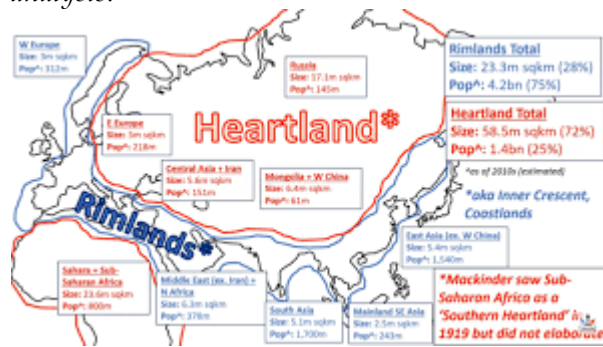 analysis.
W Europe
Size: 3m sqkm
Pop^: 312m
Russia
Size: 17.1m sqkm
Pop^: 145m
Rimlands Total
Size: 23.3m sqkm (28%)
Pop^: 4.2bn (75%)
Heartland Total
Size: 58.5m sqkm (72%)
Pop^: 1.4bn (25%)
^as of 2010s (estimated)
*aka Inner Crescent,
Coastlands
Heartland*
E Europe
Size: 3m sqkm
Pop^: 218m
Central Asia + Iran
Size: 5.6m sqkm
Pop^: 151m
Mongolia + W China
Size: 6.4m sqkm
Pop^: 61m
Rimlands*
East Asia (ex. W China)
Size: 5.4m sqkm
Pop^: 1,540m
Sahara + Sub-
Saharan Africa
Size: 23.6m sqkm
Pop^: 800m
Middle East (ex. Iran) +
N Africa
Size: 6.3m sqkm
Pop^: 378m
South Asia
Size: 5.1m sqkm
Pop^: 1,700m
Mainland SE Asia
Size: 2.5m sqkm
Pop^: 243m
*Mackinder saw Sub-
Saharan Africa as a
'Southern Heartland' in
1919 but did not elaborate